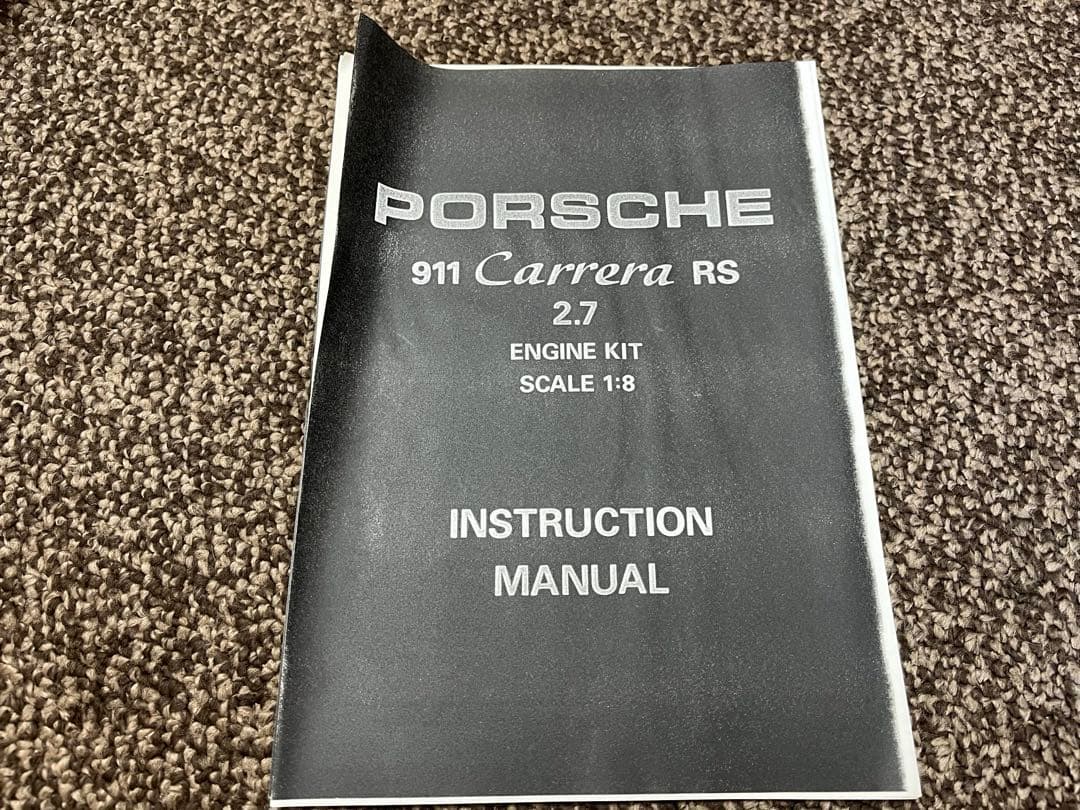 PORSCHE
911 Carrera RS
2.7
ENGINE KIT
SCALE 1:8
INSTRUCTION
MANUAL